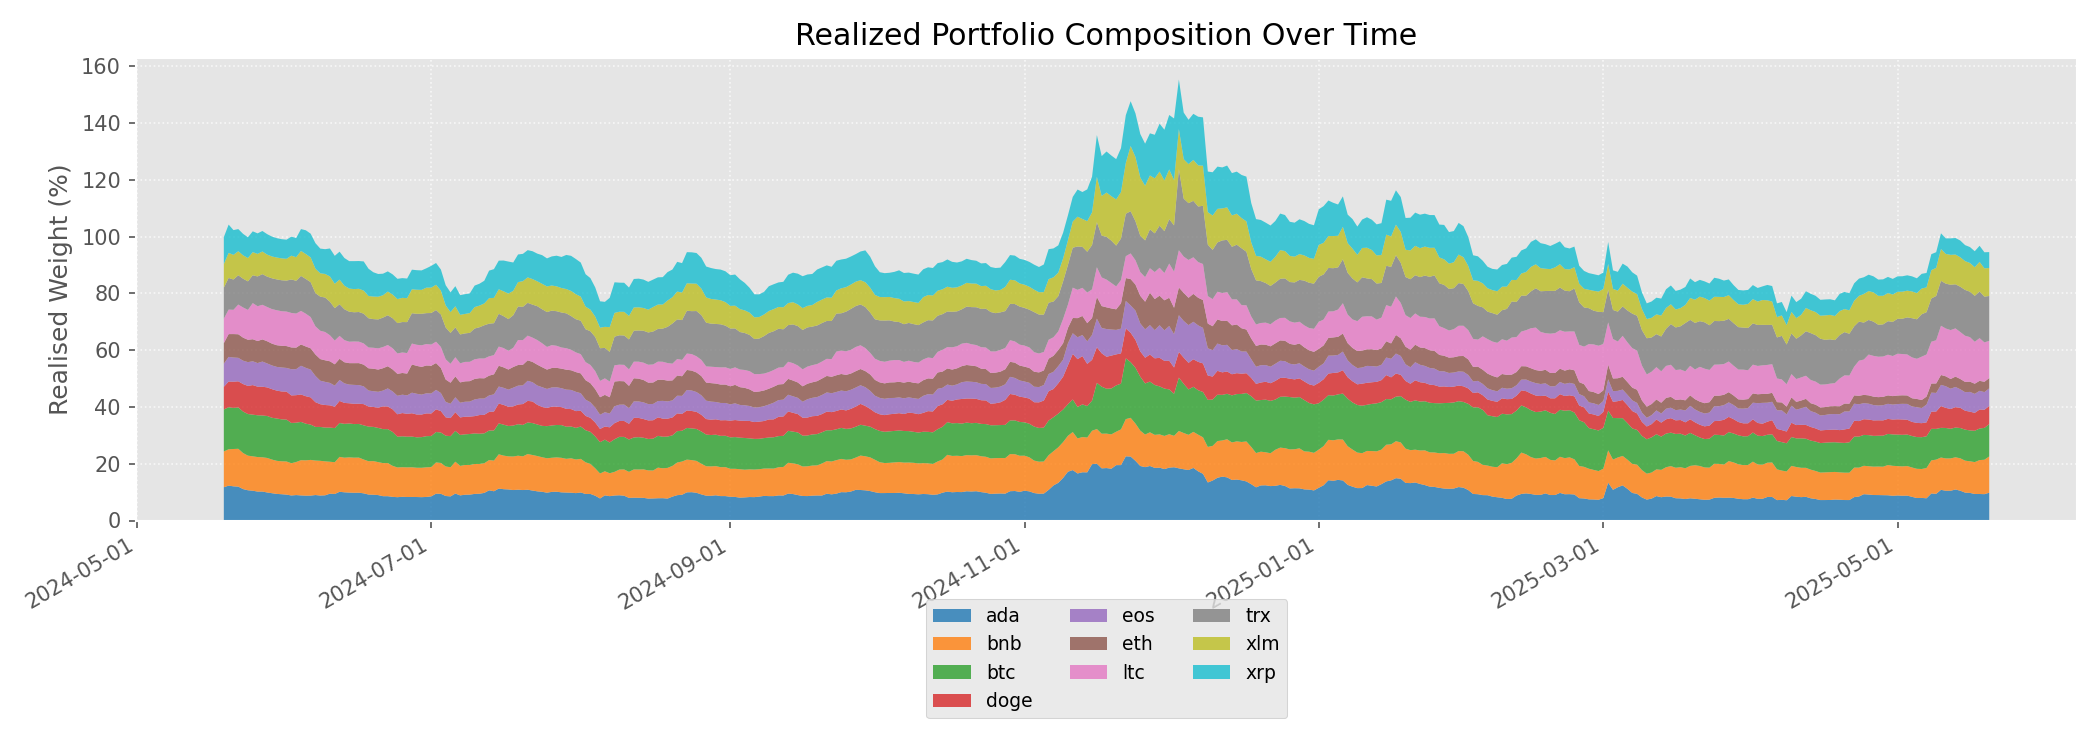 Realized Portfolio Composition Over Time
Realised Weight (%)
160
140
120
100
80
60
40
20
0
2024-05-01
2024-07-01
2024-09-01
2024-11-01
2025-01-01
2025-03-01
2025-05-01
ada
bnb
btc
doge
eos
eth
ltc
trx
xlm
xrp